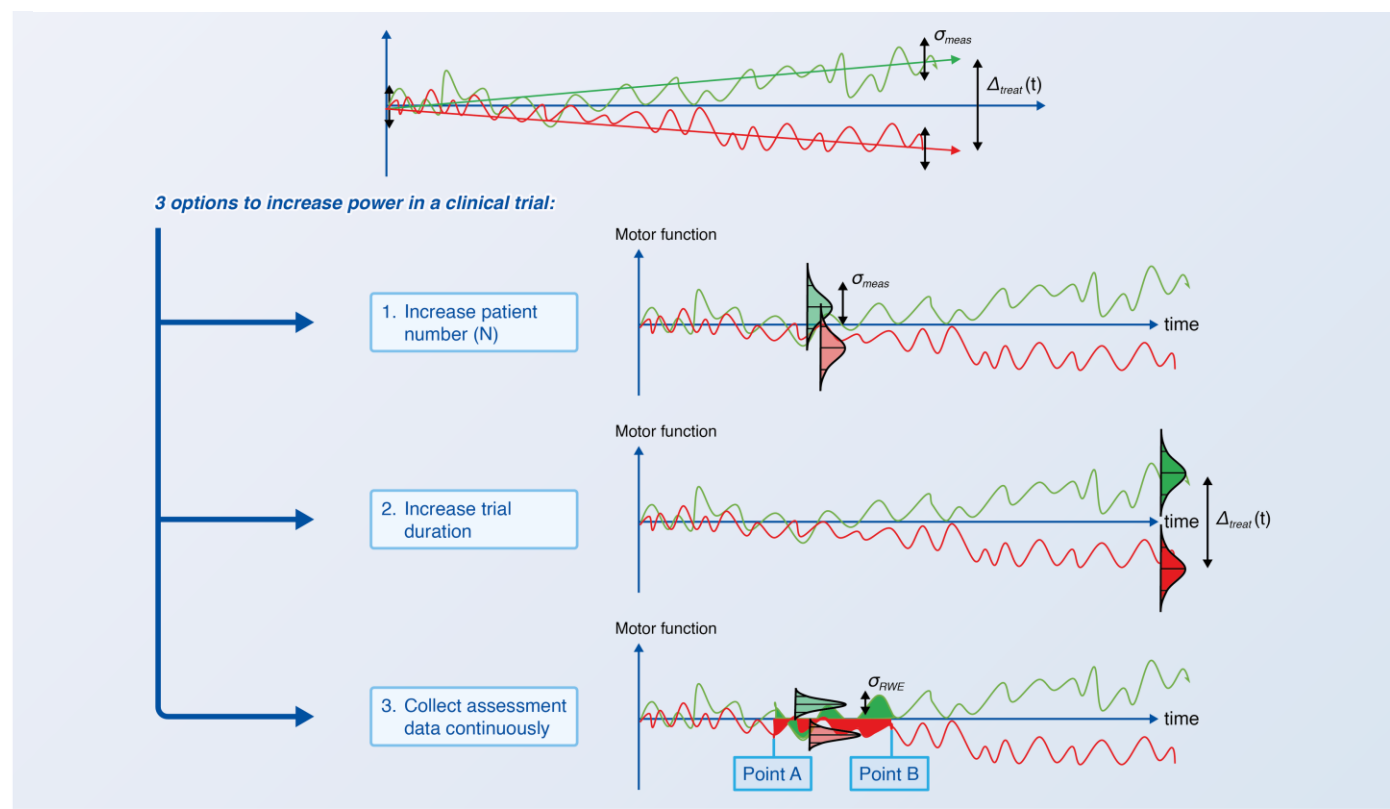 σmeas
Δtreat (t)
3 options to increase power in a clinical trial:
Motor function
1. Increase patient
number (N)
σmeas
time
Motor function
2. Increase trial
duration
time
Δtreat (t)
Motor function
3. Collect assessment
data continuously
σRWE
time
Point A
Point B